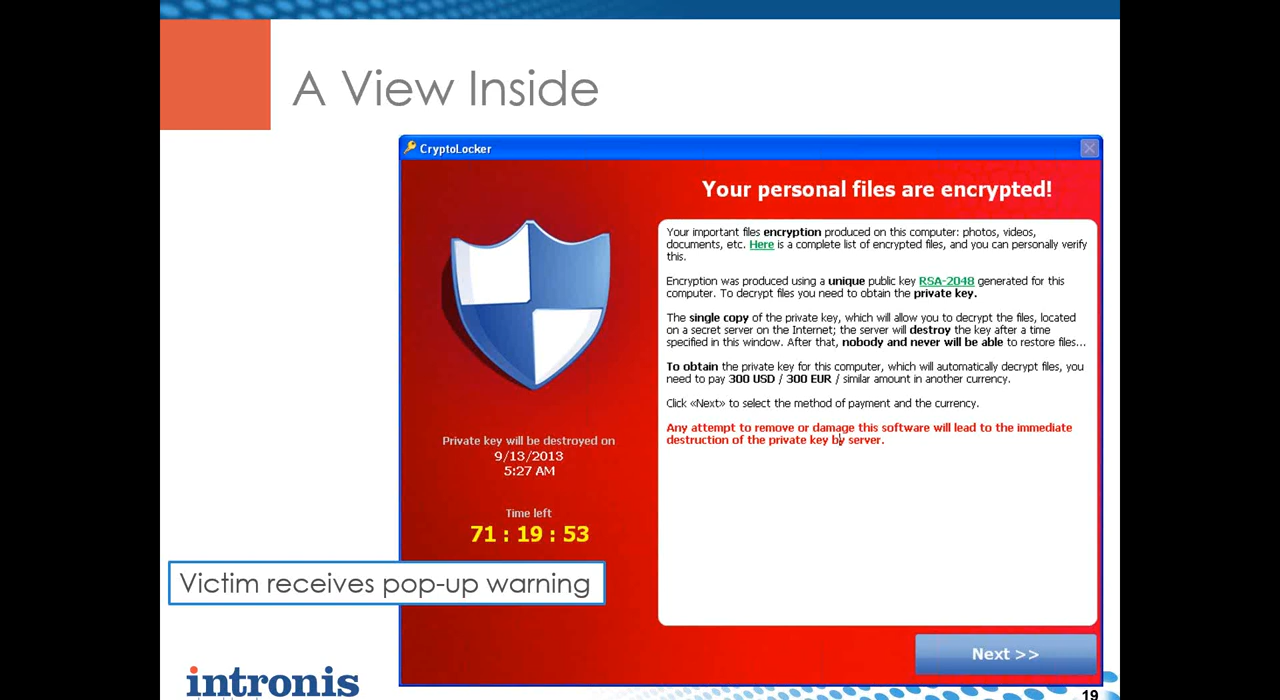 A View Inside
CryptoLocker
Your personal files are encrypted!
Your important files encryption produced on this computer: photos, videos,
documents, etc. Here is a complete list of encrypted files, and you can personally verify
this.
Encryption was produced using a unique public key RSA-2048 generated for this
computer. To decrypt files you need to obtain the private key.
The single copy of the private key, which will allow you to decrypt the files, located
on a secret server on the Internet; the server will destroy the key after a time
specified in this window. After that, nobody and never will be able to restore files...
To obtain the private key for this computer, which will automatically decrypt files, you
need to pay 300 USD / 300 EUR / similar amount in another currency.
Click «Next» to select the method of payment and the currency.
Any attempt to remove or damage this software will lead to the immediate
destruction of the private key by server.
Private key will be destroyed on
9/13/2013
5:27 AM
Time left
71 : 19 : 53
Victim receives pop-up warning
Next >>
intronis
19